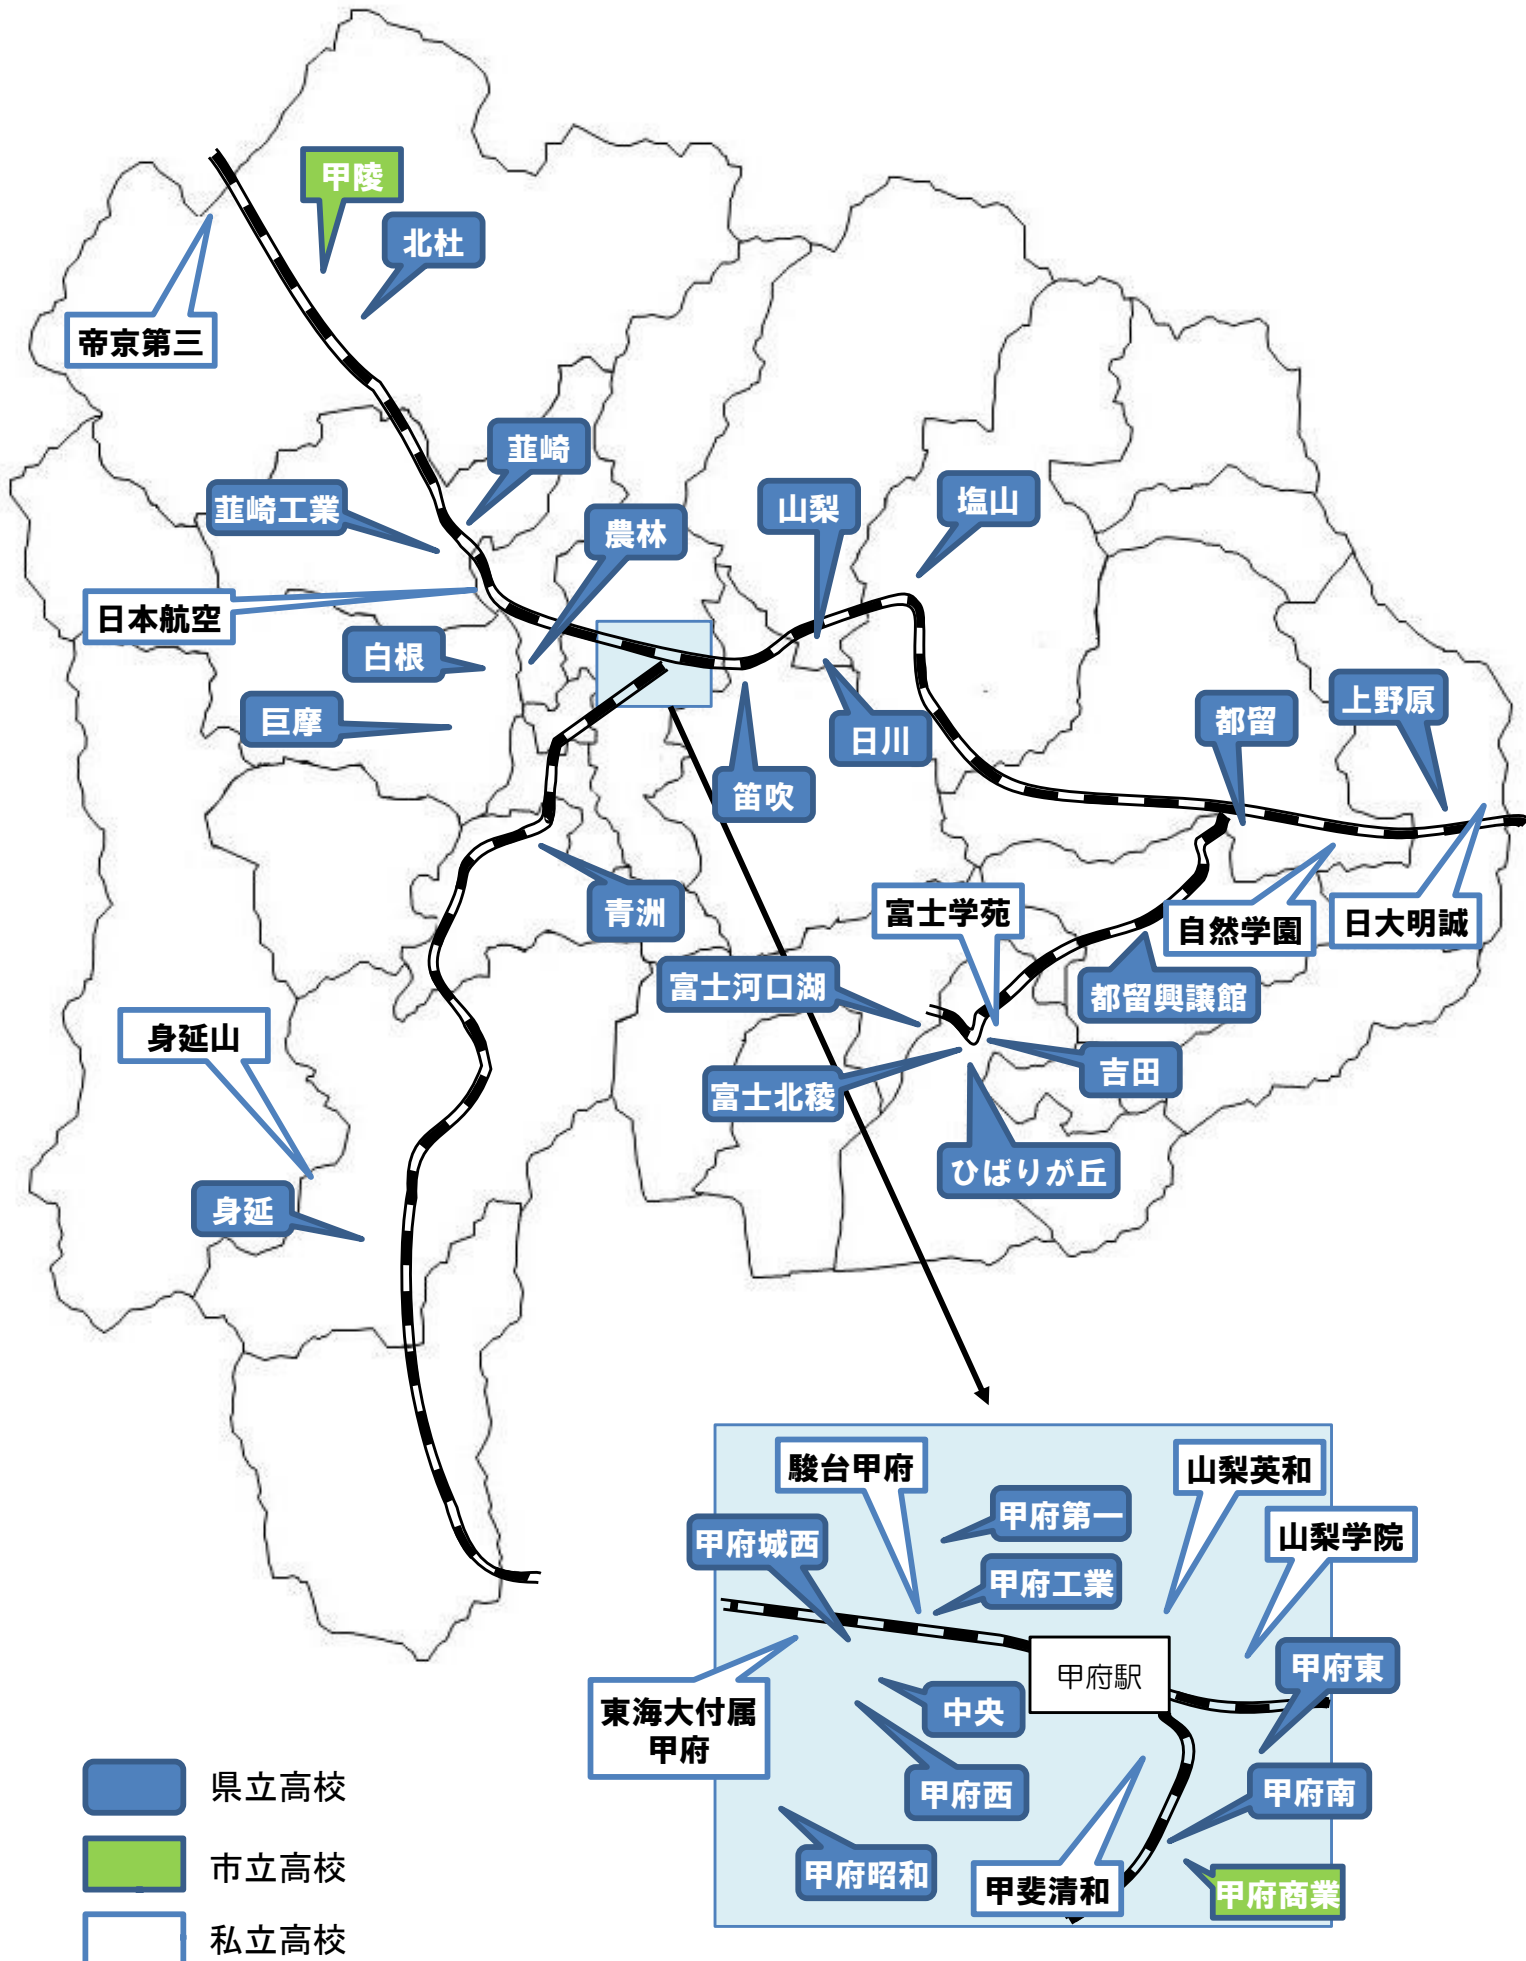 甲陵
北杜
帝京第三
韮崎
韮崎工業
農林
山梨
塩山
日本航空
白根
巨摩
日川
都留
上野原
笛吹
青洲
富士学苑
自然学園
日大明誠
富士河口湖
都留興譲館
身延山
吉田
富士北稜
ひばりが丘
身延
駿台甲府
山梨英和
甲府第一
山梨学院
甲府城西
甲府工業
甲府駅
甲府東
東海大付属
甲府
中央
甲府西
甲府南
甲府昭和
甲斐清和
甲府商業
県立高校
市立高校
私立高校